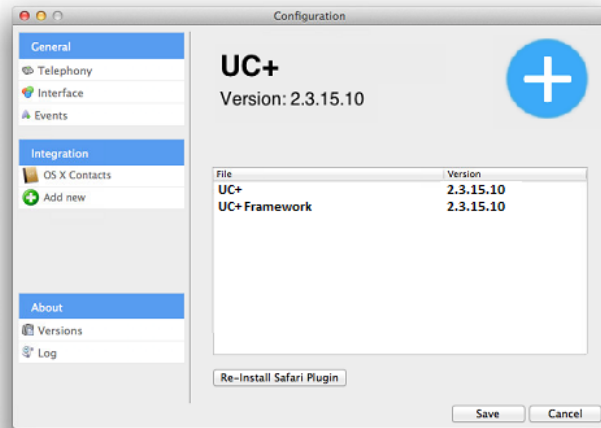 Configuration
General
Telephony
Interface
Events
Integration
OS X Contacts
Add new
About
Versions
Log
UC+
Version: 2.3.15.10
File Version
UC+ 2.3.15.10
UC+ Framework 2.3.15.10
Re-Install Safari Plugin
Save Cancel